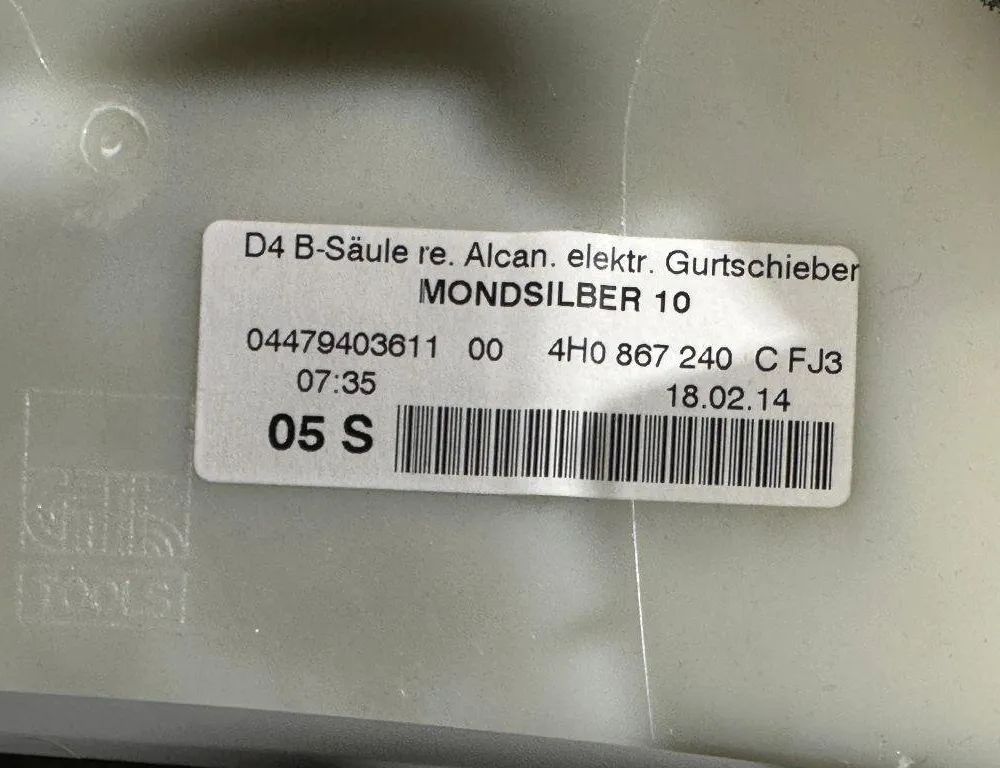 D4 B-Säule re. Alcan. elektr. Gurtschieber
MONDSILBER 10
04479403611 00 4H0 867 240 C FJ3
07:35 18.02.14
05 S
TOOLS